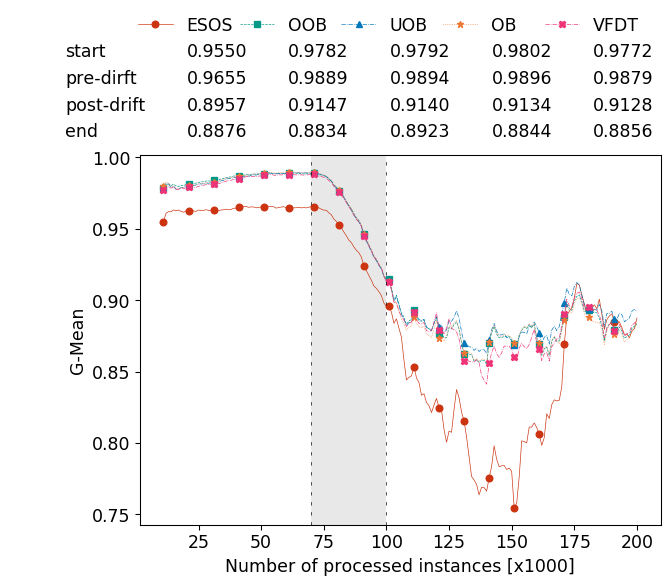 ESOS OOB UOB OB VFDT
start 0.9550 0.9782 0.9792 0.9802 0.9772
pre-dirft 0.9655 0.9889 0.9894 0.9896 0.9879
post-drift 0.8957 0.9147 0.9140 0.9134 0.9128
end 0.8876 0.8834 0.8923 0.8844 0.8856
1.00
0.95
0.90
0.85
0.80
0.75
G-Mean
25 50 75 100 125 150 175 200
Number of processed instances [x1000]